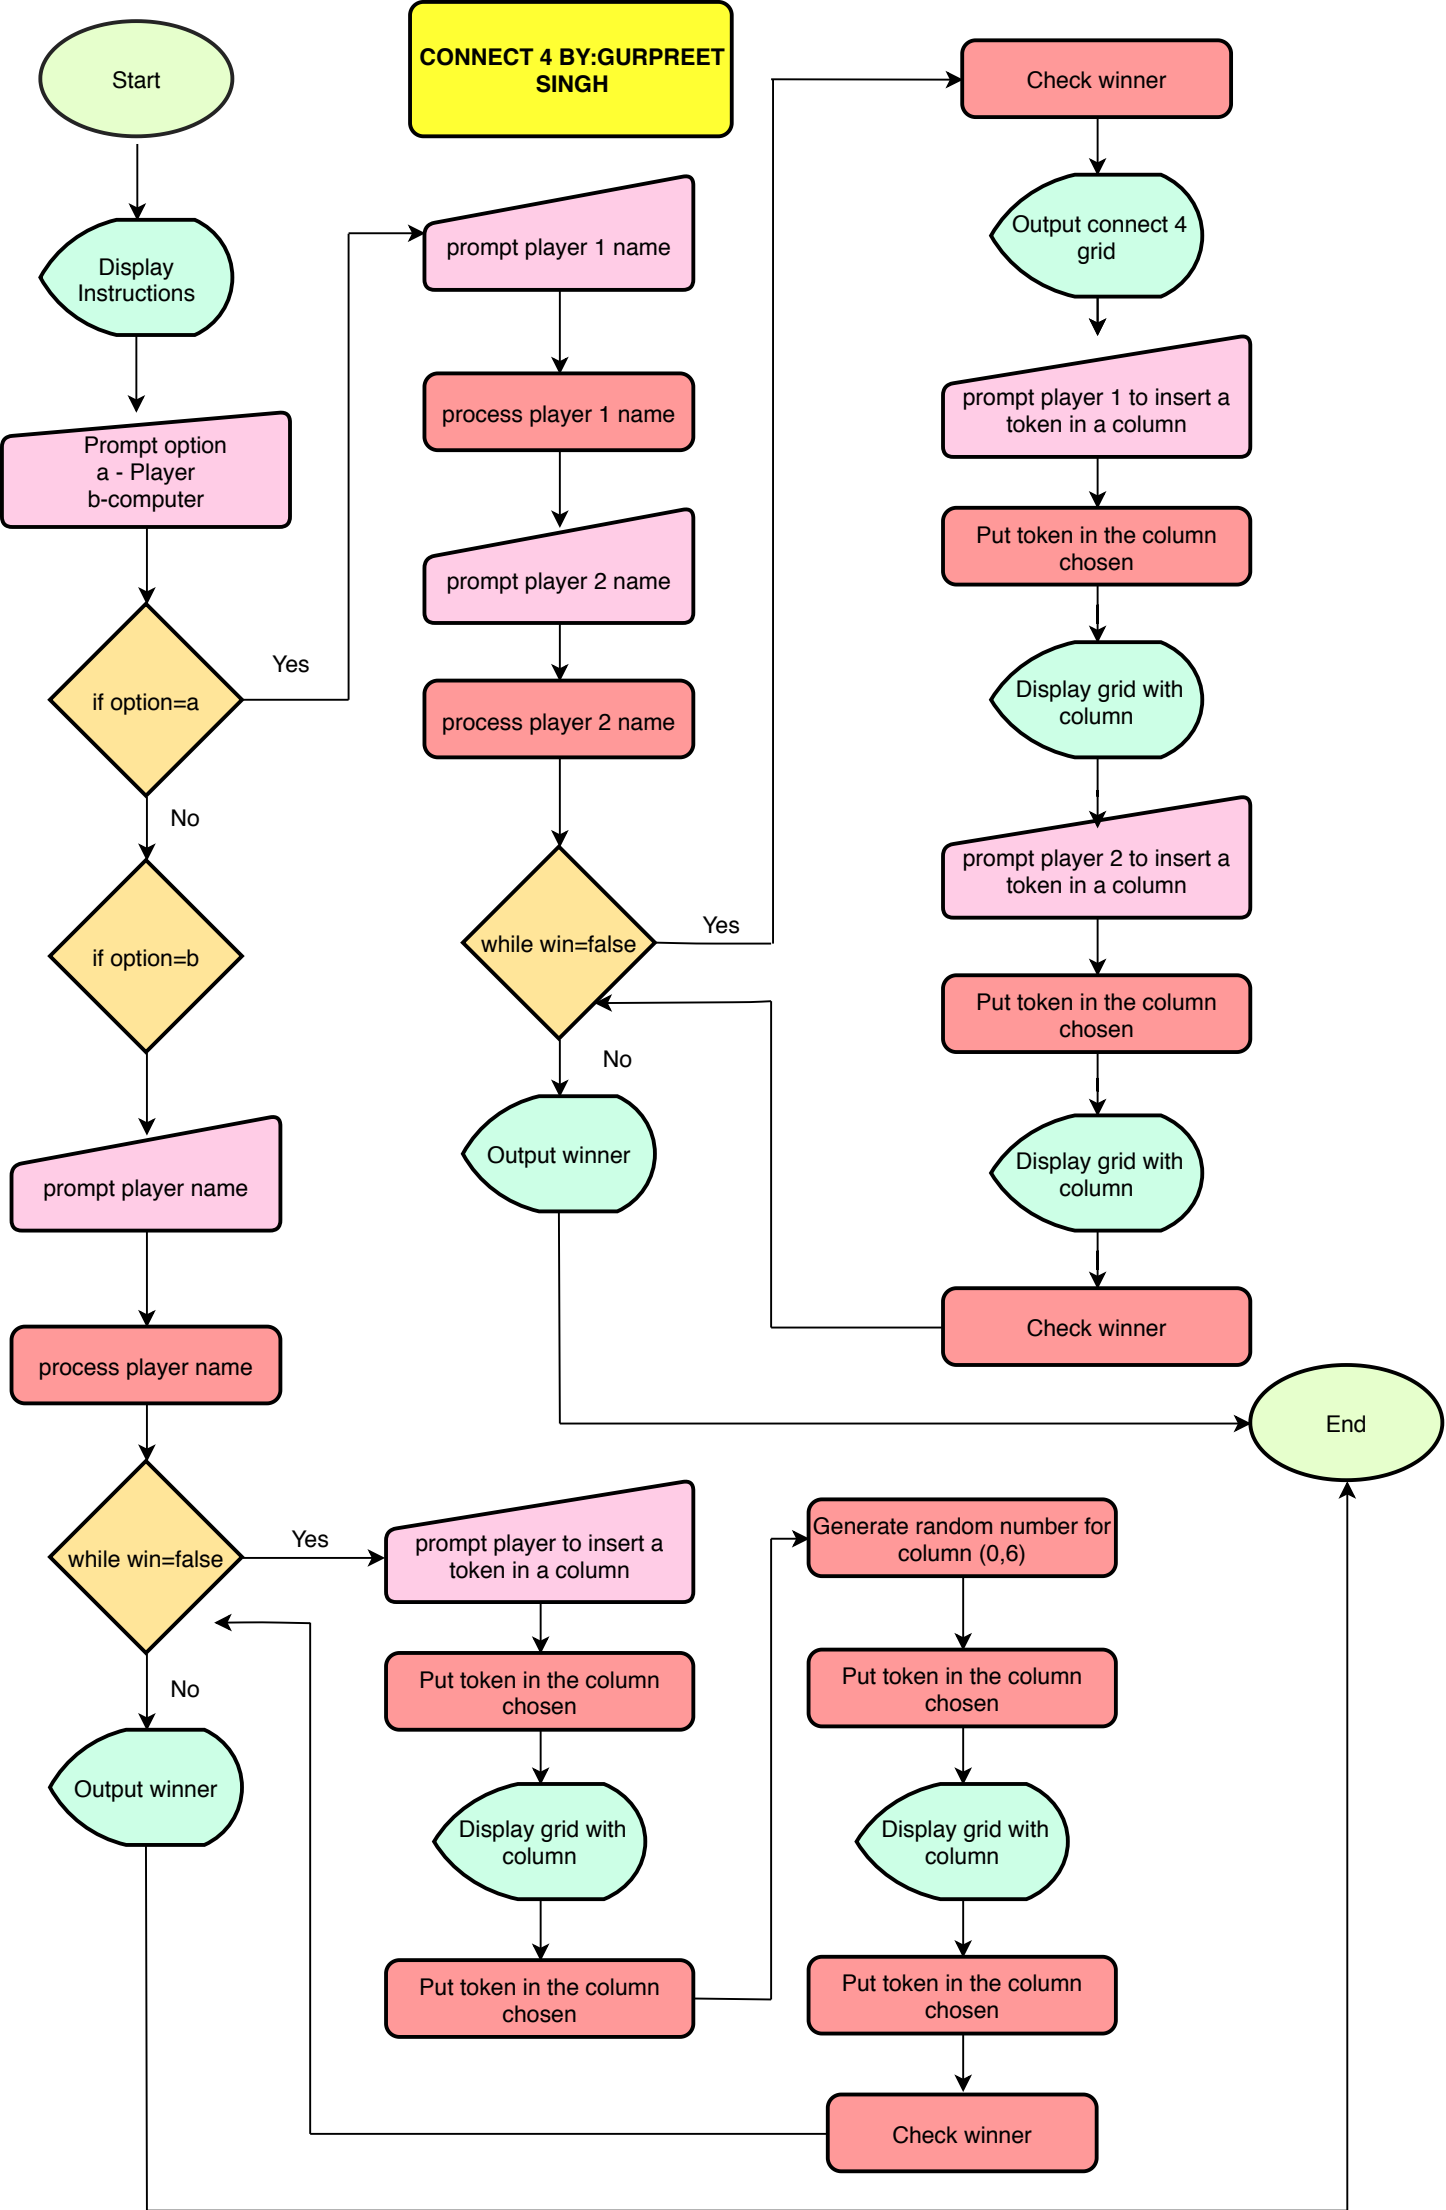 CONNECT 4 BY:GURPREET
SINGH
Start
Display
Instructions
Prompt option
a - Player
b-computer
if option=a
Yes
No
if option=b
prompt player name
process player name
while win=false
Yes
No
Output winner
prompt player 1 name
process player 1 name
prompt player 2 name
process player 2 name
while win=false
Yes
No
Output winner
Check winner
Output connect 4
grid
prompt player 1 to insert a
token in a column
Put token in the column
chosen
Display grid with
column
prompt player 2 to insert a
token in a column
Put token in the column
chosen
Display grid with
column
Check winner
End
prompt player to insert a
token in a column
Put token in the column
chosen
Display grid with
column
Put token in the column
chosen
Generate random number for
column (0,6)
Put token in the column
chosen
Display grid with
column
Put token in the column
chosen
Check winner